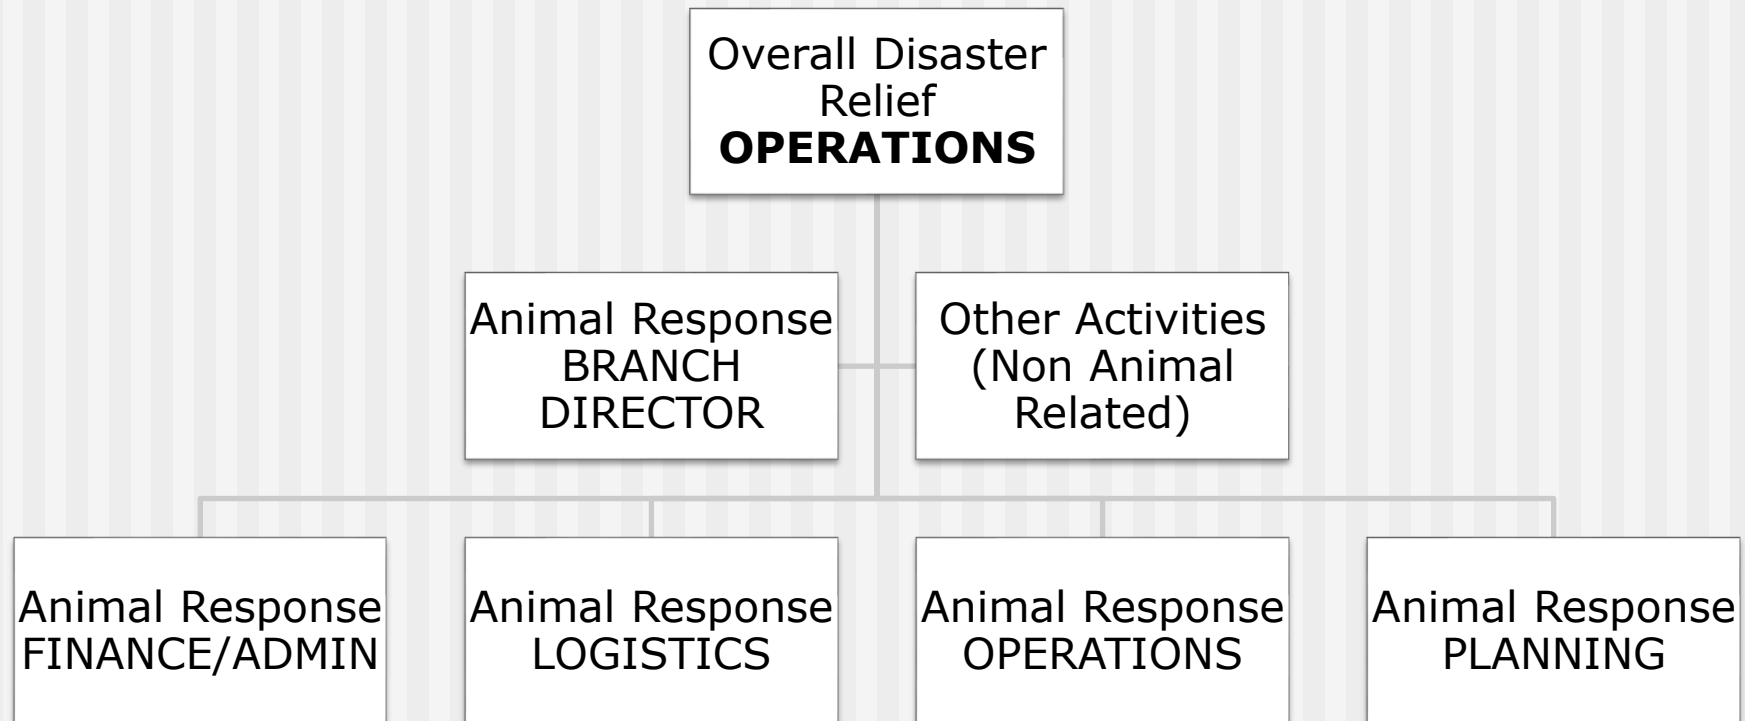 Overall Disaster
Relief
OPERATIONS
Animal Response
BRANCH
DIRECTOR
Other Activities
(Non Animal
Related)
Animal Response
FINANCE/ADMIN
Animal Response
LOGISTICS
Animal Response
OPERATIONS
Animal Response
PLANNING